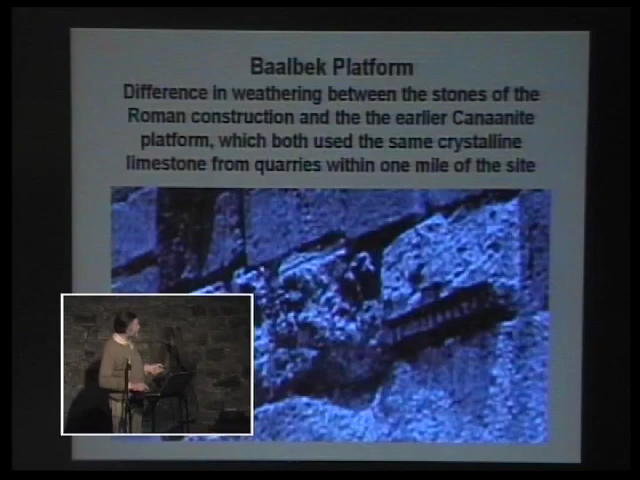 Baalbek Platform
Difference in weathering between the stones of the
Roman construction and the the earlier Canaanite
platform, which both used the same crystalline
limestone from quarries within one mile of the site